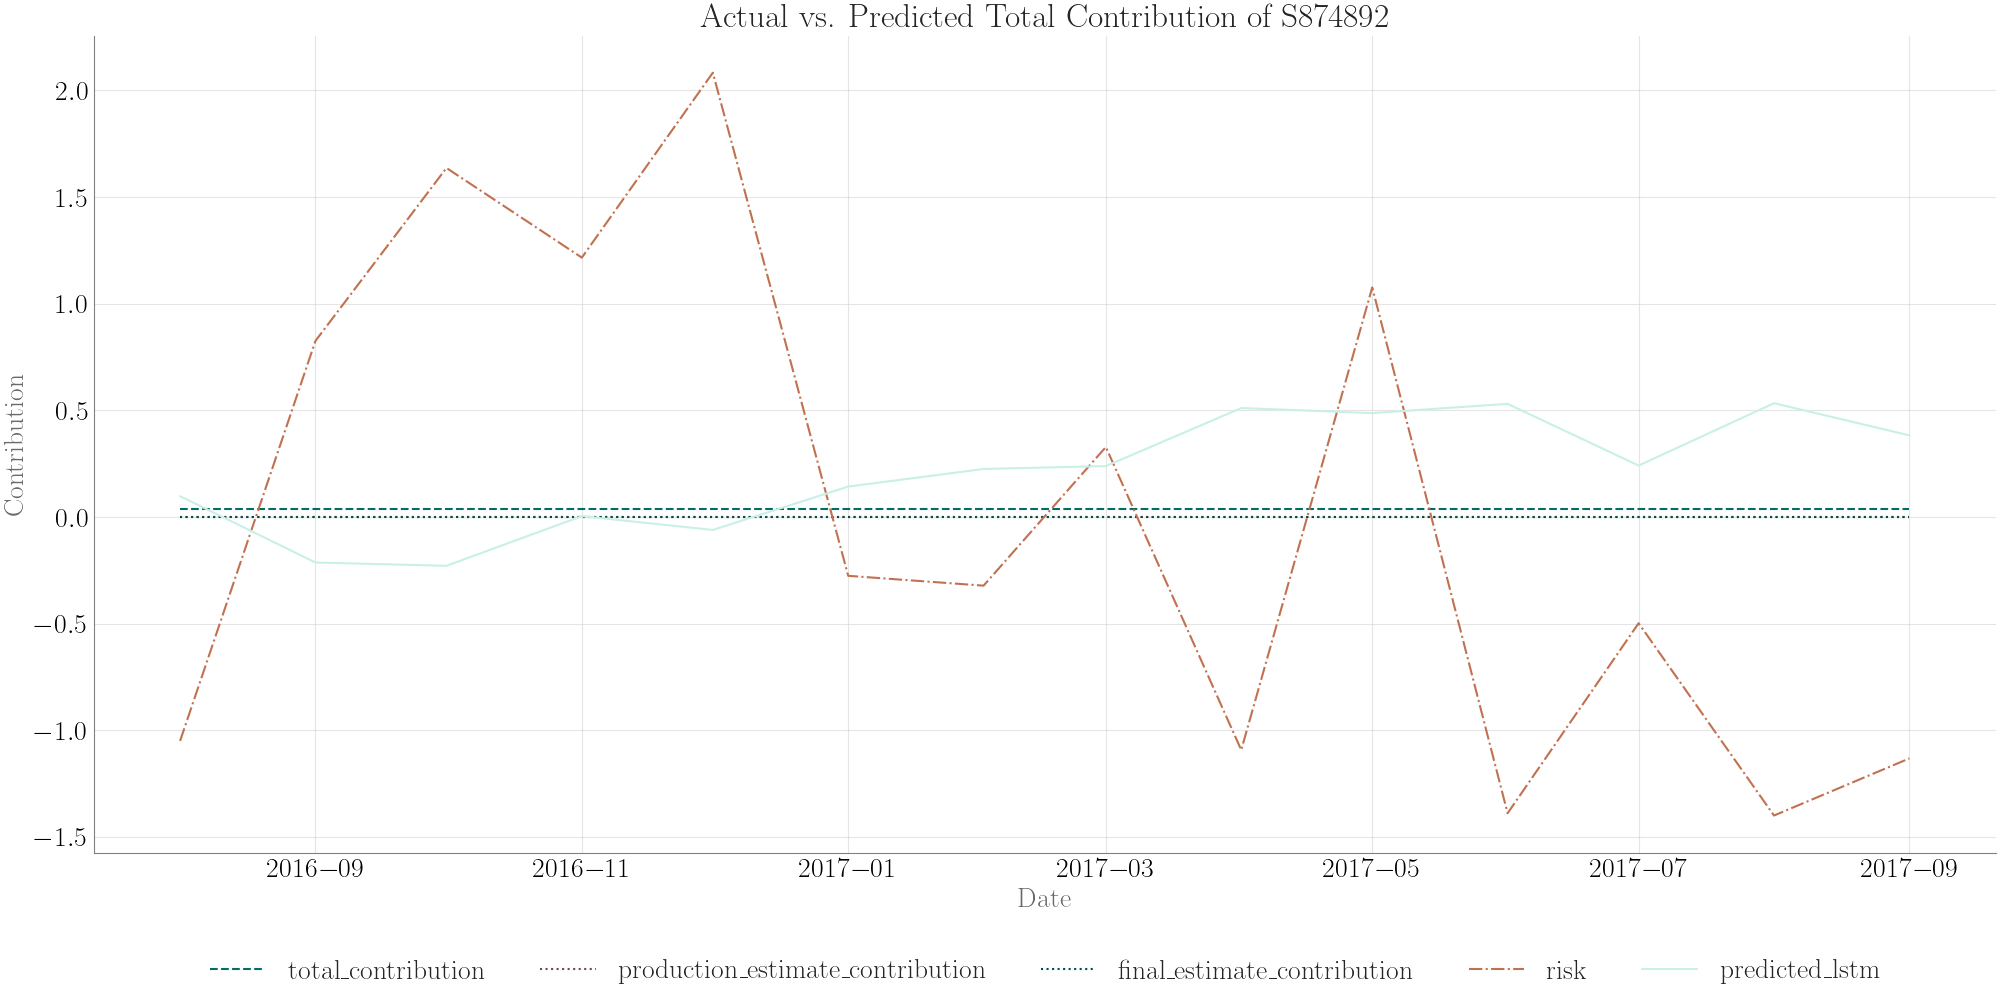 Actual vs. Predicted Total Contribution of S874892
Contribution
2.0
1.5
1.0
0.5
0.0
−0.5
−1.0
−1.5
2016−09 2016−11 2017−01 2017−03 2017−05 2017−07 2017−09
Date
total_contribution production_estimate_contribution final_estimate_contribution risk predicted_lstm